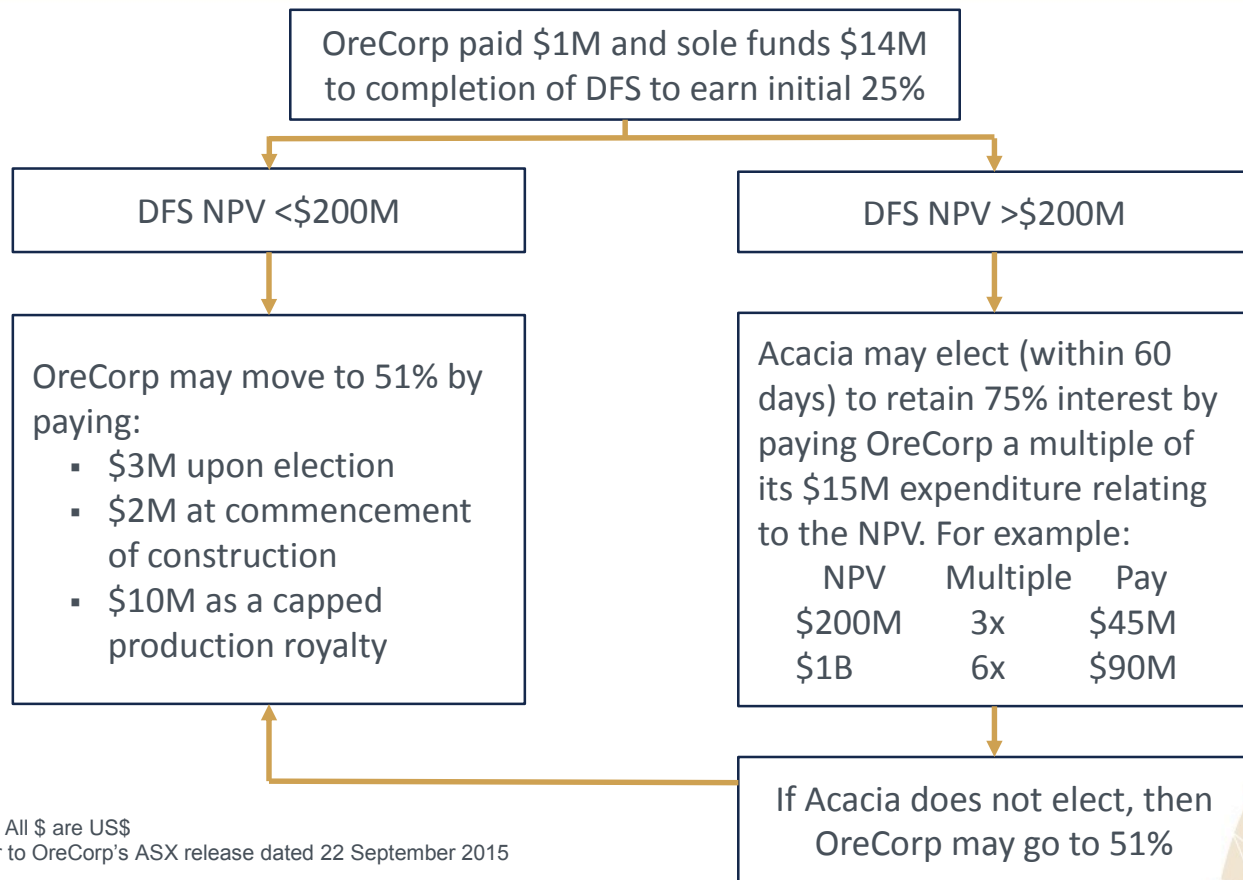 OreCorp paid $1M and sole funds $14M
to completion of DFS to earn initial 25%
DFS NPV <$200M
DFS NPV >$200M
OreCorp may move to 51% by
paying:
▪ $3M upon election
▪ $2M at commencement
of construction
▪ $10M as a capped
production royalty
Acacia may elect (within 60
days) to retain 75% interest by
paying OreCorp a multiple of
its $15M expenditure relating
to the NPV. For example:
NPV Multiple Pay
$200M 3x $45M
$1B 6x $90M
If Acacia does not elect, then
OreCorp may go to 51%
All $ are US$
to OreCorp's ASX release dated 22 September 2015